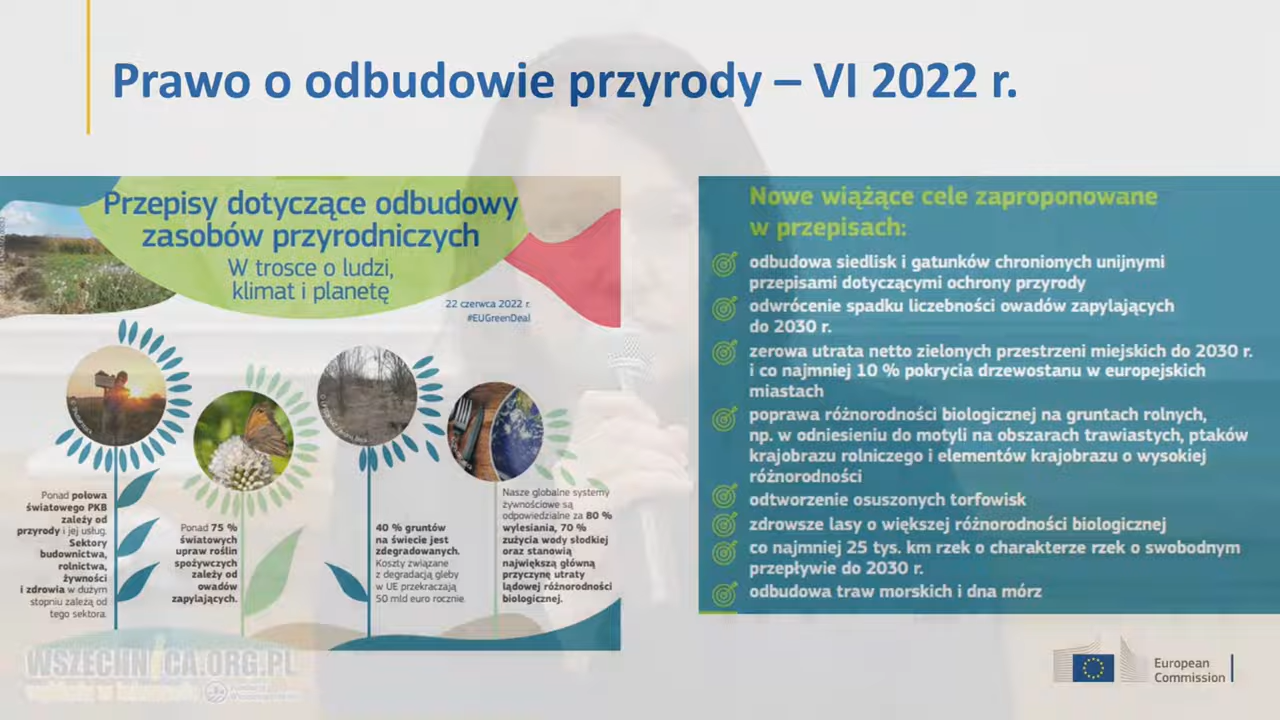 Prawo o odbudowie przyrody – VI 2022 r.
Przepisy dotyczące odbudowy
zasobów przyrodniczych
W trosce o ludzi,
klimat i planetę
22 czerwca 2022 r.
#EUGreenDeal
Ponad połowa
światowego PKB
zależy od
przyrody i jej usług.
Sektory
budownictwa,
rolnictwa,
żywności
i zdrowia w dużym
stopniu zależą od
tego sektora.
Ponad 75 %
światowych
upraw roślin
spożywczych
zależy od
owadów
zapylających.
40 % gruntów
na świecie jest
zdegradowanych.
Koszty związane
z degradacją gleby
w UE przekraczają
50 mld euro rocznie.
Nasze globalne systemy
żywnościowe są
odpowiedzialne za 80 %
wylesiania, 70 %
zużycia wody słodkiej
oraz stanowią
największą główną
przyczynę utraty
lądowej różnorodności
biologicznej.
Nowe wiążące cele zaproponowane
w przepisach:
odbudowa siedlisk i gatunków chronionych unijnymi
przepisami dotyczącymi ochrony przyrody
odwrócenie spadku liczebności owadów zapylających
do 2030 r.
zerowa utrata netto zielonych przestrzeni miejskich do 2030 r.
i co najmniej 10 % pokrycia drzewostanu w europejskich
miastach
poprawa różnorodności biologicznej na gruntach rolnych,
np. w odniesieniu do motyli na obszarach trawiastych, ptaków
krajobrazu rolniczego i elementów krajobrazu o wysokiej
różnorodności
odtworzenie osuszonych torfowisk
zdrowsze lasy o większej różnorodności biologicznej
co najmniej 25 tys. km rzek o charakterze rzek o swobodnym
przepływie do 2030 r.
odbudowa traw morskich i dna mórz
WSZECHNICA.ORG.PL
European
Commission